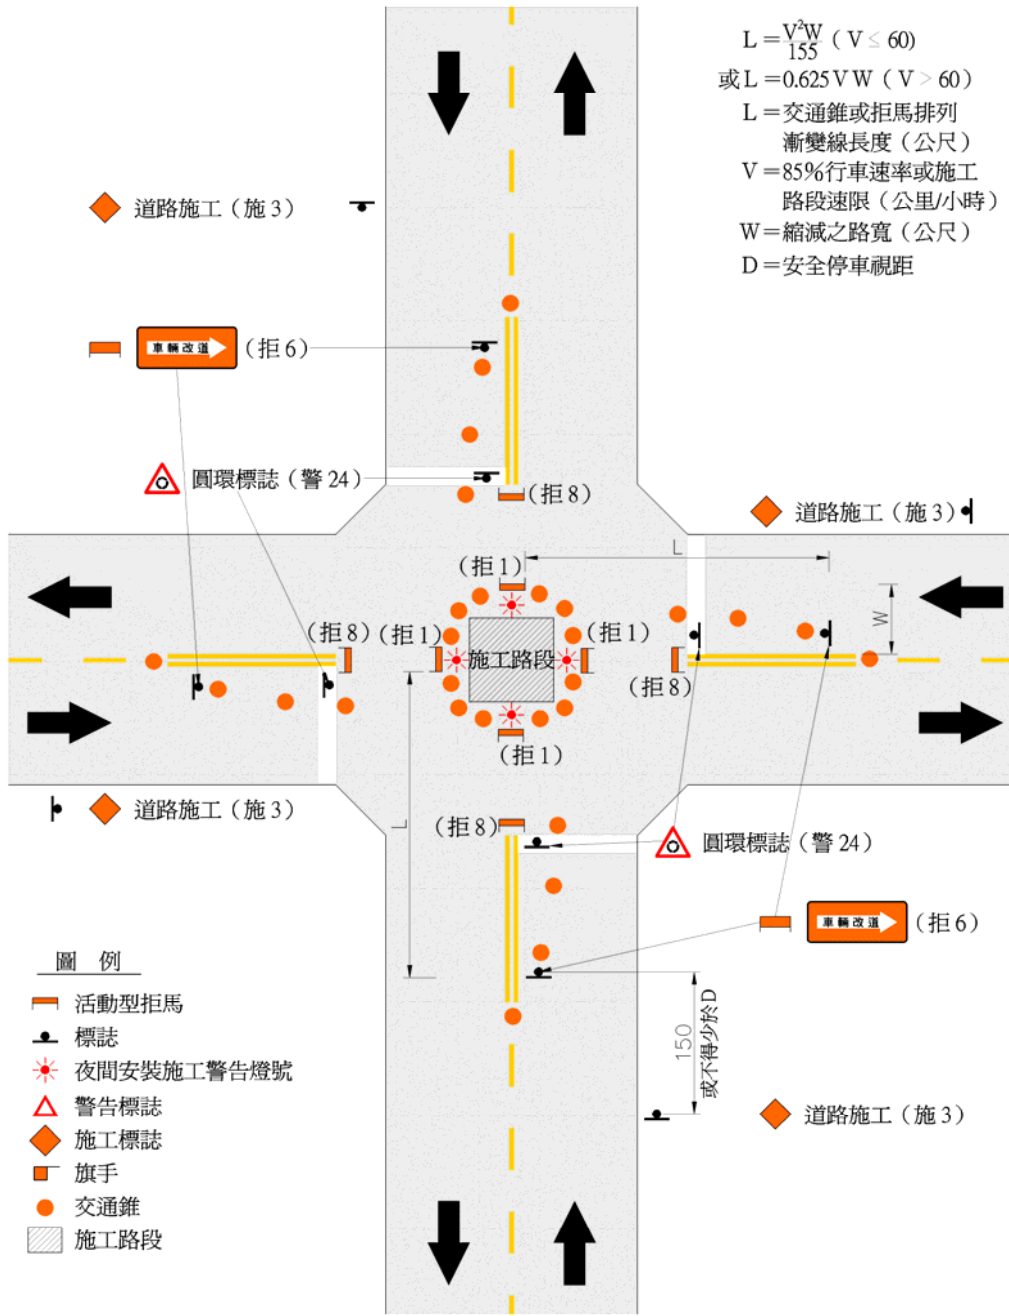 L＝V²W/155（V ≤ 60）
或L＝0.625 V W（V > 60）
L＝交通錐或拒馬排列
漸變線長度（公尺）
V＝85%行車速率或施工
路段速限（公里/小時）
W＝縮減之路寬（公尺）
D＝安全停車視距
道路施工（施3）
車輛改道
（拒6）
圓環標誌（警24）
（拒8）
道路施工（施3）
L
（拒1）
W
（拒8）
（拒1）
施工路段
（拒1）
（拒8）
（拒1）
道路施工（施3）
L
（拒8）
圓環標誌（警24）
車輛改道
（拒6）
150
或不得少於D
道路施工（施3）
圖 例
活動型拒馬
標誌
夜間安裝施工警告燈號
警告標誌
施工標誌
旗手
交通錐
施工路段